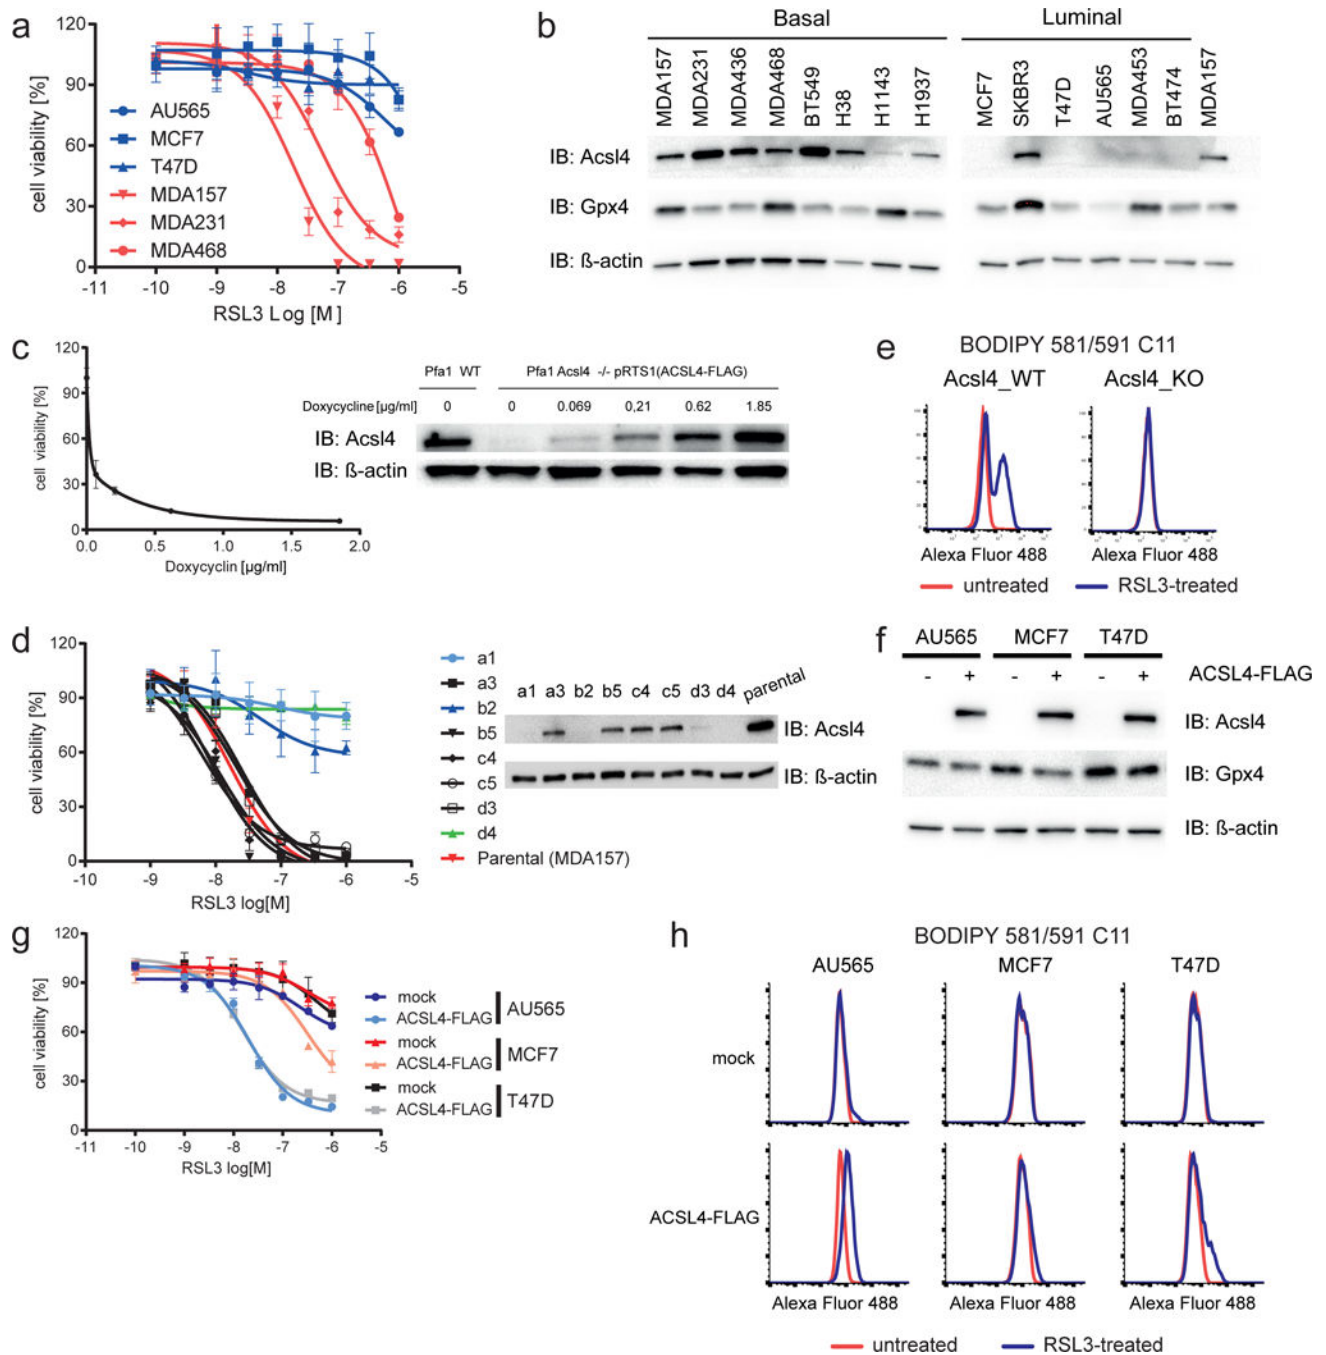 a
120
90
60
30
0
cell viability [%]
AU565
MCF7
T47D
MDA157
MDA231
MDA468
-11 -10 -9 -8 -7 -6 -5
RSL3 Log [M]
b
Basal
Luminal
MDA157 MDA231 MDA436 MDA468 BT549 H38 H1143 H1937
MCF7 SKBR3 T47D AU565 MDA453 BT474 MDA157
IB: Acsl4
IB: Gpx4
IB: ß-actin
c
120
90
60
30
0
cell viability [%]
0.0 0.5 1.0 1.5 2.0
Doxycyclin [µg/ml]
Pfa1 WT
Pfa1 Acsl4 -/- pRTS1(ACSL4-FLAG)
Doxycycline[µg/ml] 0 0 0.069 0,21 0.62 1.85
IB: Acsl4
IB: ß-actin
e
BODIPY 581/591 C11
Acsl4_WT
Acsl4_KO
Alexa Fluor 488
Alexa Fluor 488
untreated
RSL3-treated
d
120
90
60
30
0
cell viability [%]
-9 -8 -7 -6 -5
RSL3 log[M]
a1
a3
b2
b5
c4
c5
d3
d4
Parental (MDA157)
a1 a3 b2 b5 c4 c5 d3 d4 parental
IB: Acsl4
IB: ß-actin
f
AU565 MCF7 T47D
- + - + - + ACSL4-FLAG
IB: Acsl4
IB: Gpx4
IB: ß-actin
g
120
90
60
30
0
cell viability [%]
-11 -10 -9 -8 -7 -6 -5
RSL3 log[M]
mock
ACSL4-FLAG
AU565
mock
ACSL4-FLAG
MCF7
mock
ACSL4-FLAG
T47D
h
BODIPY 581/591 C11
AU565 MCF7 T47D
mock
ACSL4-FLAG
Alexa Fluor 488
Alexa Fluor 488
Alexa Fluor 488
untreated
RSL3-treated